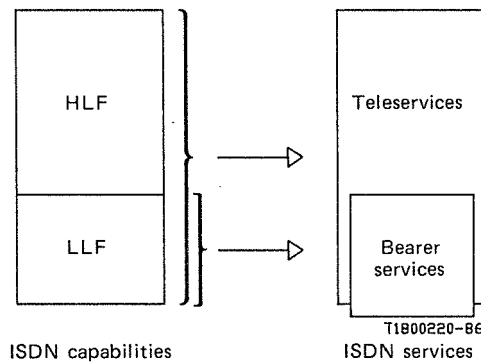 HLF
Teleservices
LLF
Bearer
services
T1800220-86
ISDN capabilities
ISDN services